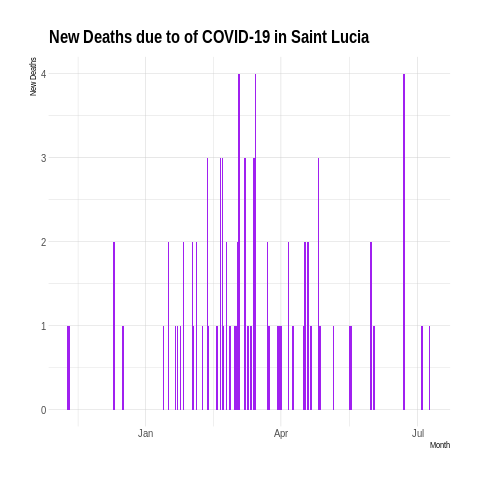 New Deaths due to of COVID-19 in Saint Lucia
New Deaths
4
3
2
1
0
Jan
Apr
Jul
Month